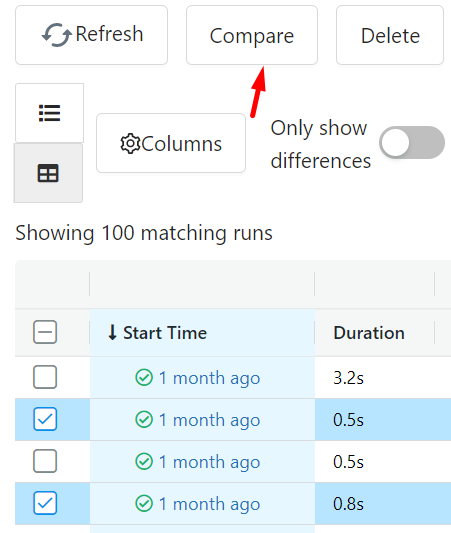 Refresh Compare Delete
Columns Only show differences
Showing 100 matching runs
Start Time Duration
1 month ago 3.2s
1 month ago 0.5s
1 month ago 0.5s
1 month ago 0.8s